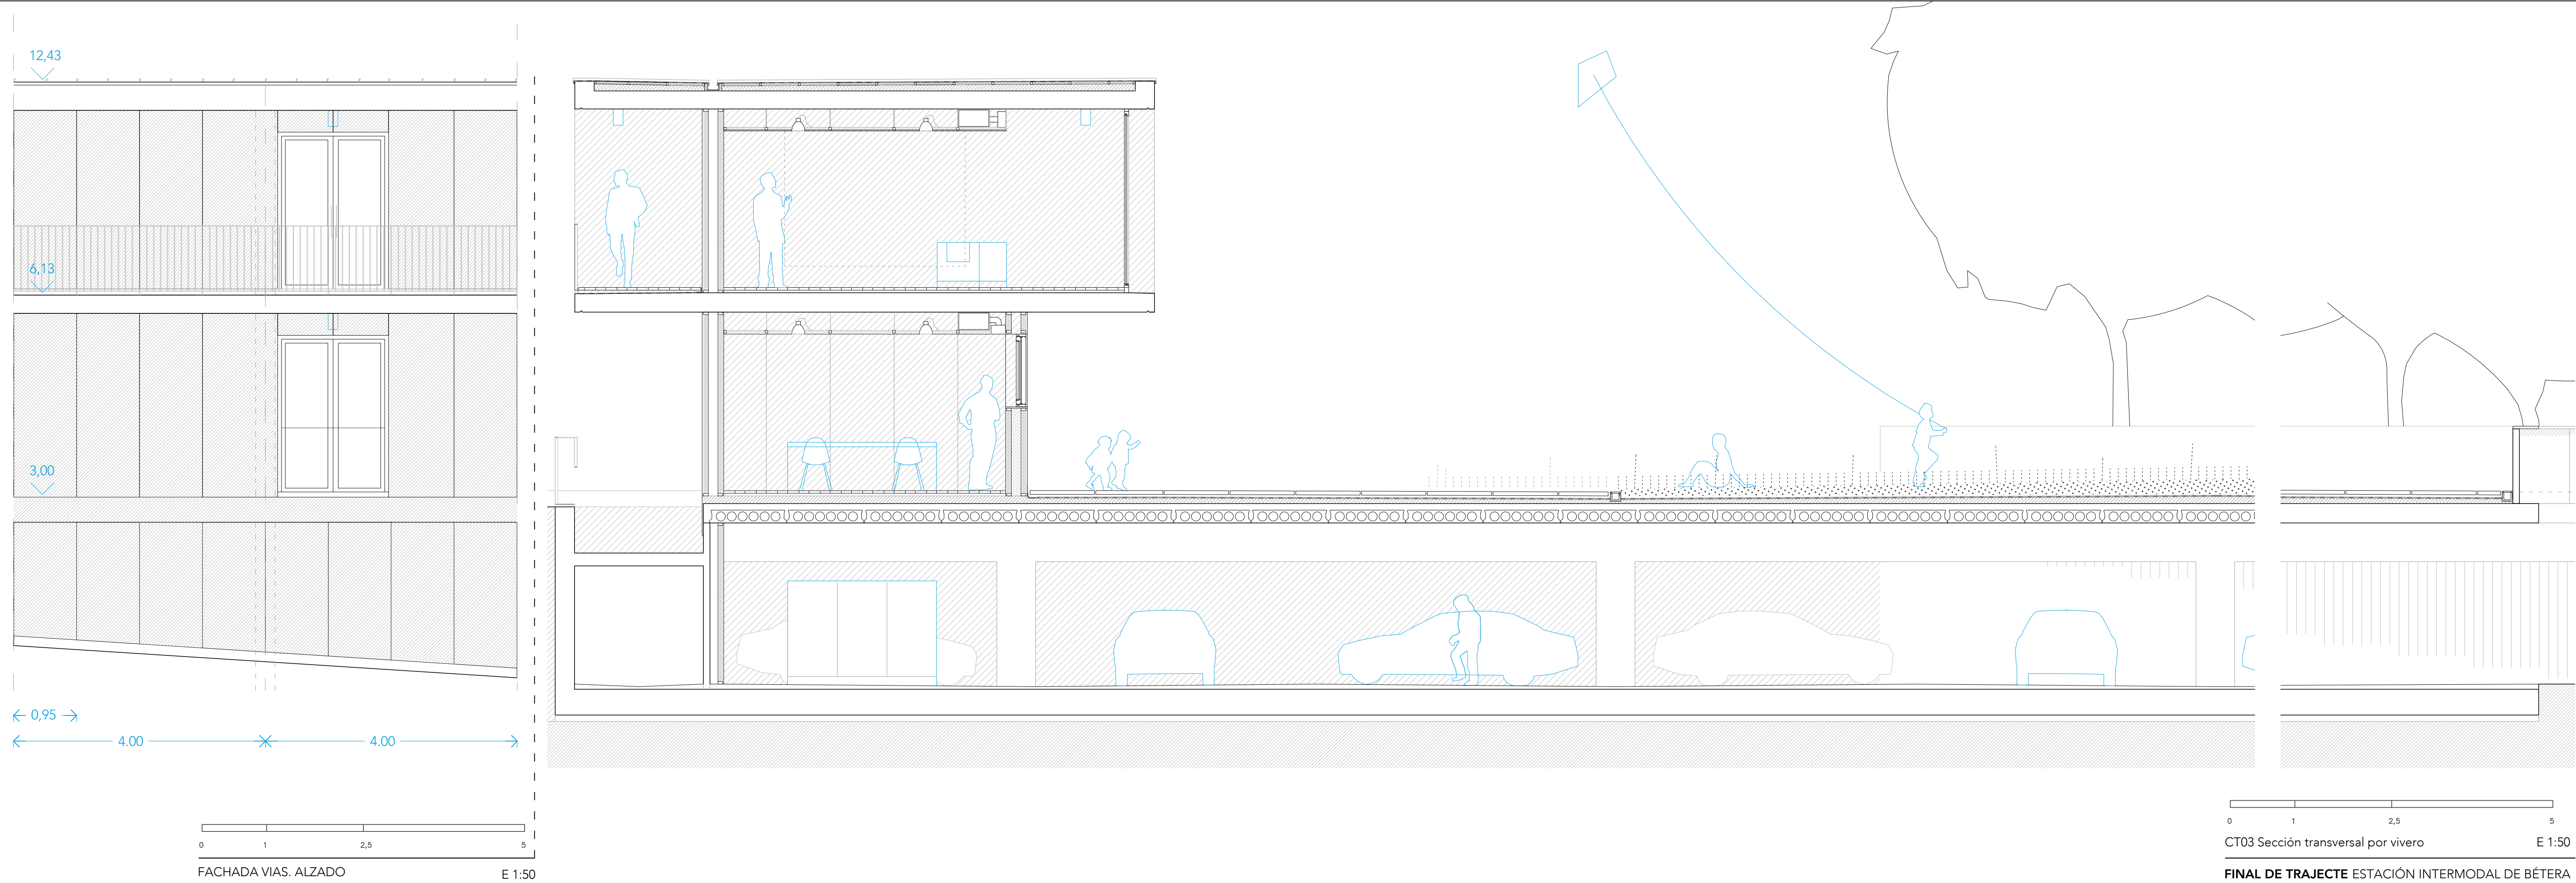 12,43
6,13
3,00
0,95
4.00 4.00
0 1 2,5 5
FACHADA VIAS. ALZADO E 1:50
0 1 2,5 5
CT03 Sección transversal por vivero E 1:50
FINAL DE TRAJECTE ESTACIÓN INTERMODAL DE BÉTERA